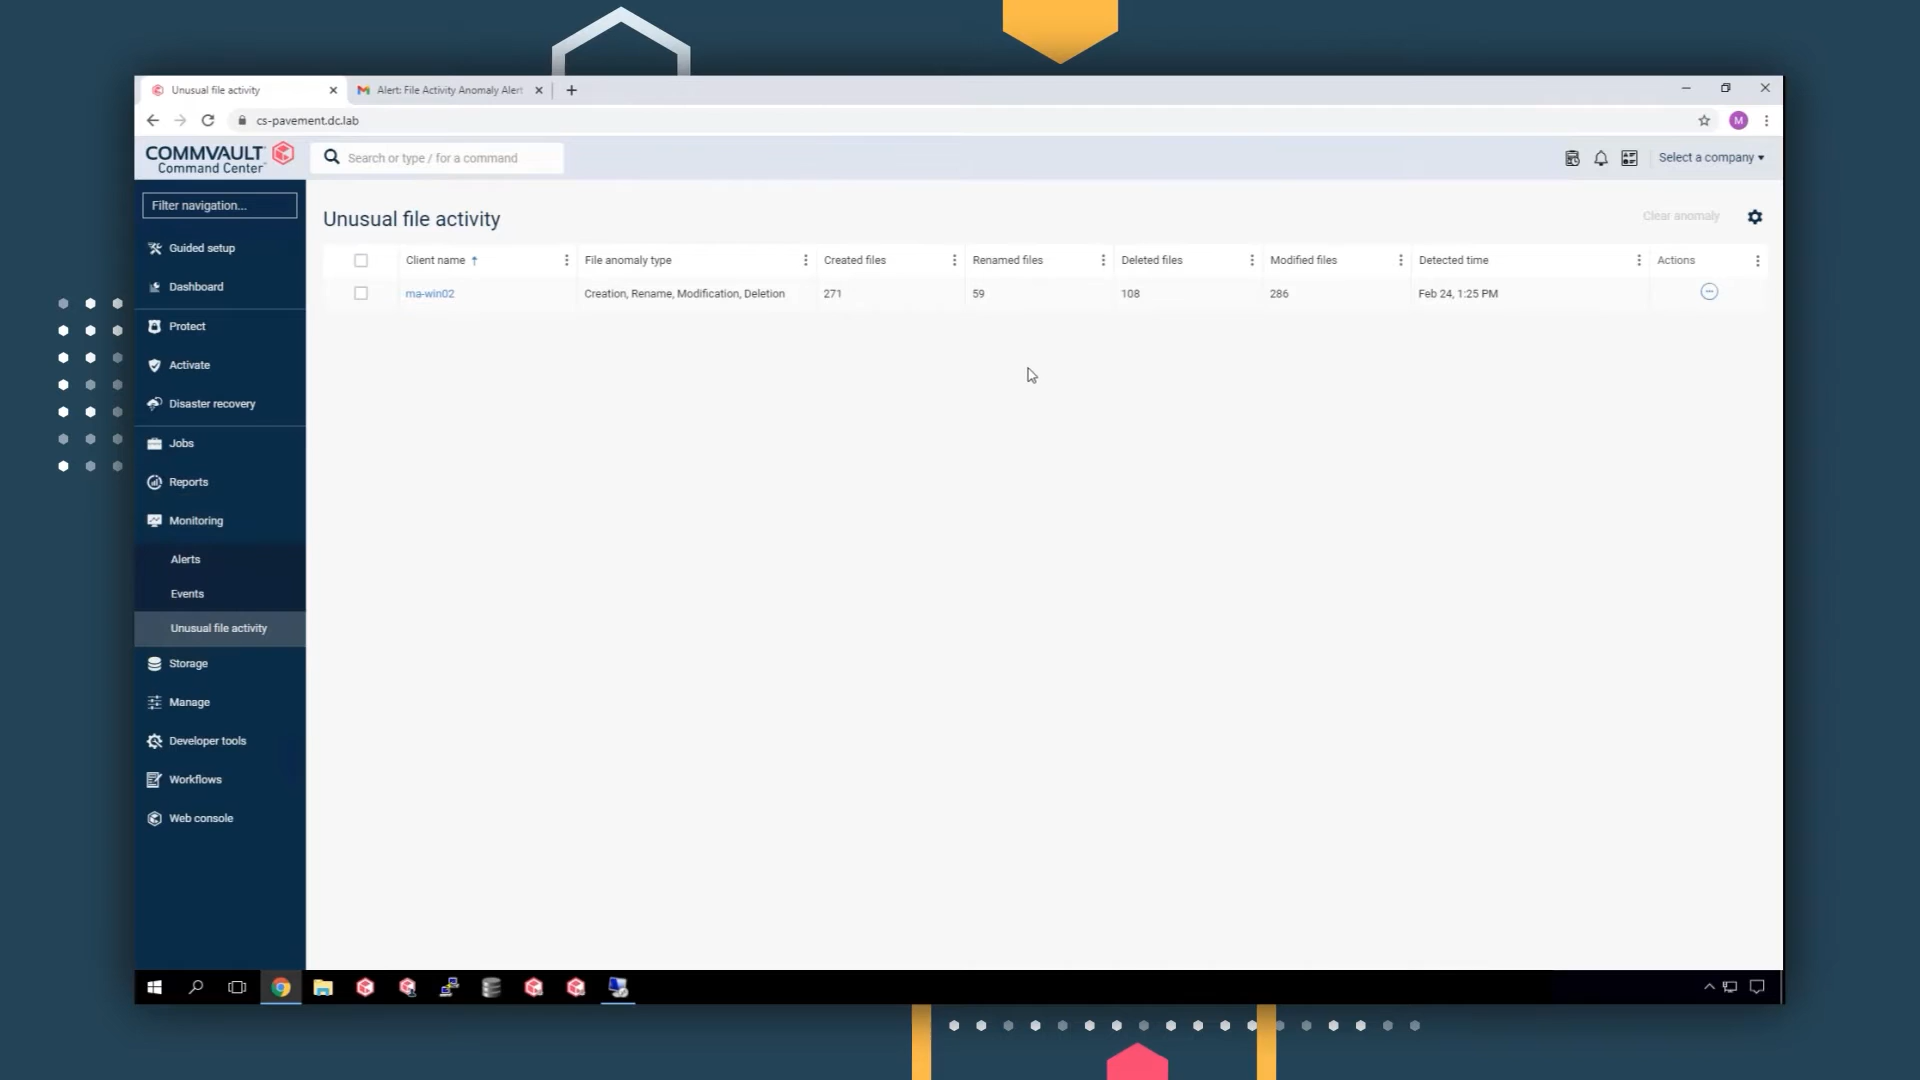 Unusual file activity
Alert: File Activity Anomaly Alert
cs-pavement.dc.lab
M
COMMVAULT
Command Center
Search or type / for a command
Select a company
Filter navigation...
Guided setup
Dashboard
Protect
Activate
Disaster recovery
Jobs
Reports
Monitoring
Alerts
Events
Unusual file activity
Storage
Manage
Developer tools
Workflows
Web console
Unusual file activity
Clear anomaly
Client name File anomaly type Created files Renamed files Deleted files Modified files Detected time Actions
ma-win02 Creation, Rename, Modification, Deletion 271 59 108 286 Feb 24, 1:25 PM